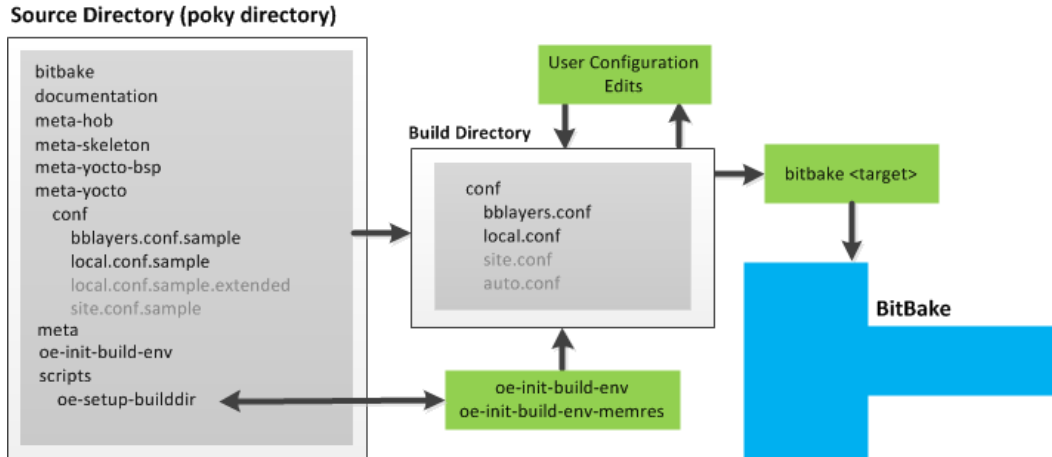 Source Directory (poky directory)
bitbake
documentation
meta-hob
meta-skeleton
meta-yocto-bsp
meta-yocto
conf
bblayers.conf.sample
local.conf.sample
local.conf.sample.extended
site.conf.sample
meta
oe-init-build-env
scripts
oe-setup-builddir
User Configuration
Edits
Build Directory
conf
bblayers.conf
local.conf
site.conf
auto.conf
oe-init-build-env
oe-init-build-env-memres
bitbake <target>
BitBake